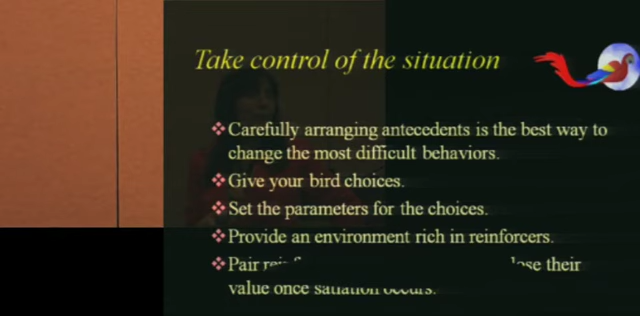 Take control of the situation
❖Carefully arranging antecedents is the best way to
change the most difficult behaviors.
❖Give your bird choices.
❖Set the parameters for the choices.
❖Provide an environment rich in reinforcers.
❖Pair their
value once satiation occurs.